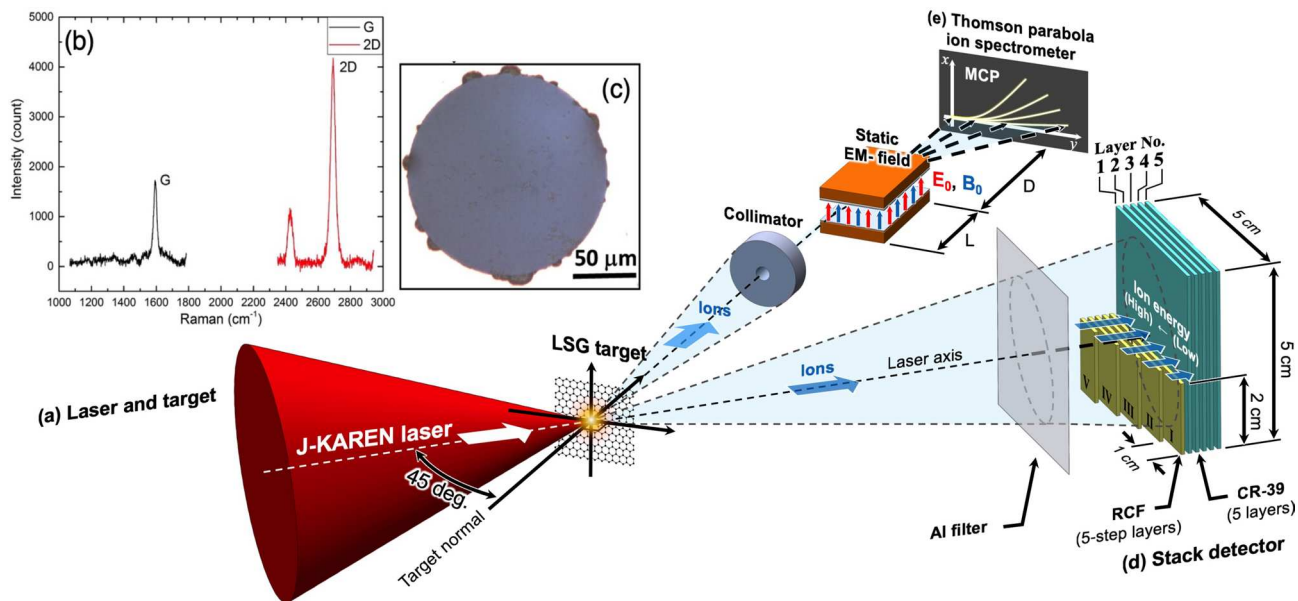 (b)
G
2D
2D
G
5000
4000
3000
2000
1000
0
Intensity (count)
1000 1200 1400 1600 1800 2000 2200 2400 2600 2800 3000
Raman (cm⁻¹)
(c)
50 μm
(e) Thomson parabola
ion spectrometer
x
MCP
y
Static
EM- field
E₀, B₀
D
L
Collimator
Ions
LSG target
(a) Laser and target
J-KAREN laser
45 deg.
Target normal
Ions
Laser axis
Layer No.
1 2 3 4 5
5 cm
Ion energy
(High) ← (Low)
5 cm
2 cm
V IV III II I
1 cm
Al filter
RCF
(5-step layers)
CR-39
(5 layers)
(d) Stack detector